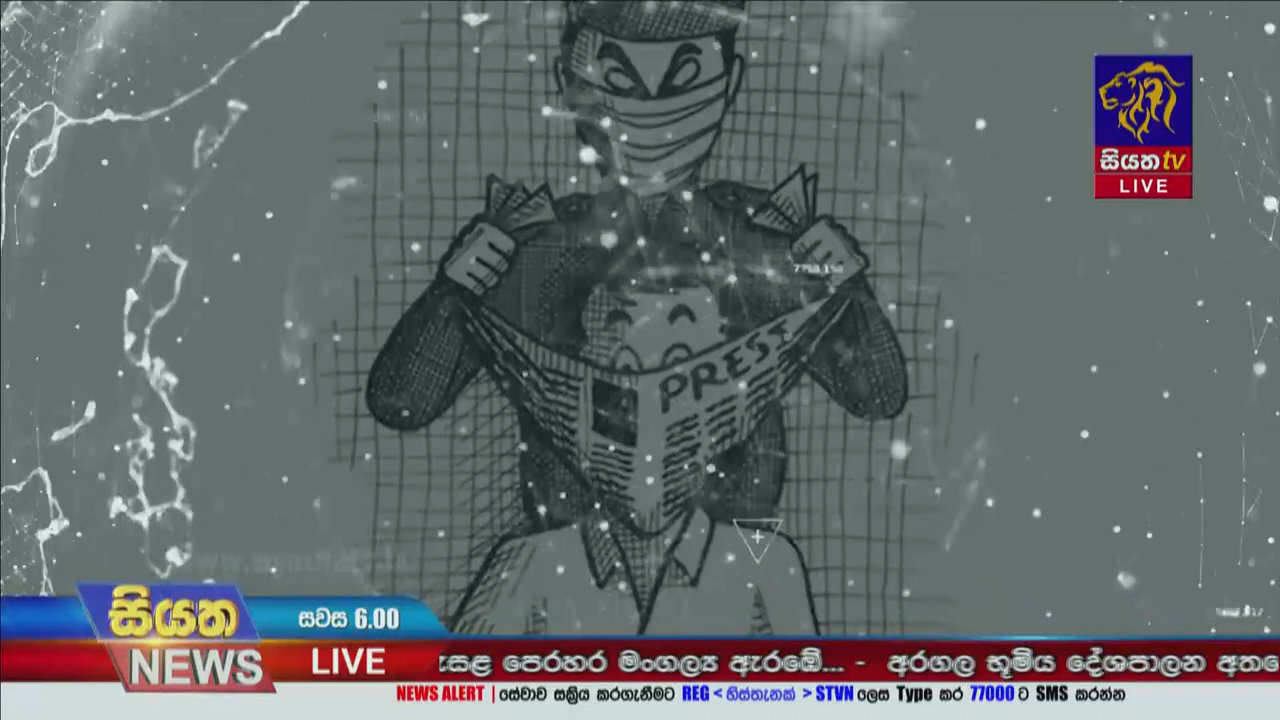 සියත tv
LIVE
PRESS
සියත
NEWS
සවස 6.00
LIVE
පෙරහර මංගල්‍ය ඇරඹේ... - අරගල භූමිය දේශපාලන
NEWS ALERT | සේවාව සක්‍රිය කරගැනීමට REG < හිස්තැනක් > STVN ලෙස Type කර 77000 ට SMS කරන්න